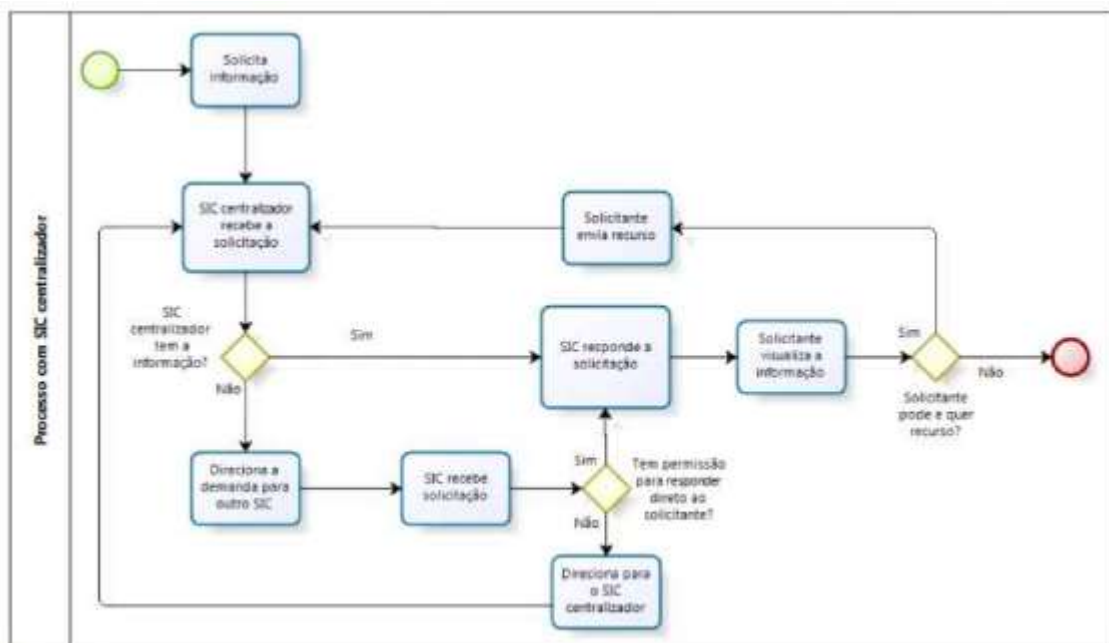 Processo com SIC centralizador
Solicita
informação
SIC centralizador
recebe a
solicitação
Solicitante
envia recurso
SIC
centralizador
tem a
informação?
Sim
Não
SIC responde a
solicitação
Solicitante
visualiza a
informação
Sim
Não
Solicitante
pode e quer
recurso?
Direciona a
demanda para
outro SIC
SIC recebe
solicitação
Sim
Não
Tem permissão
para responder
direto ao
solicitante?
Direciona para
o SIC
centralizador